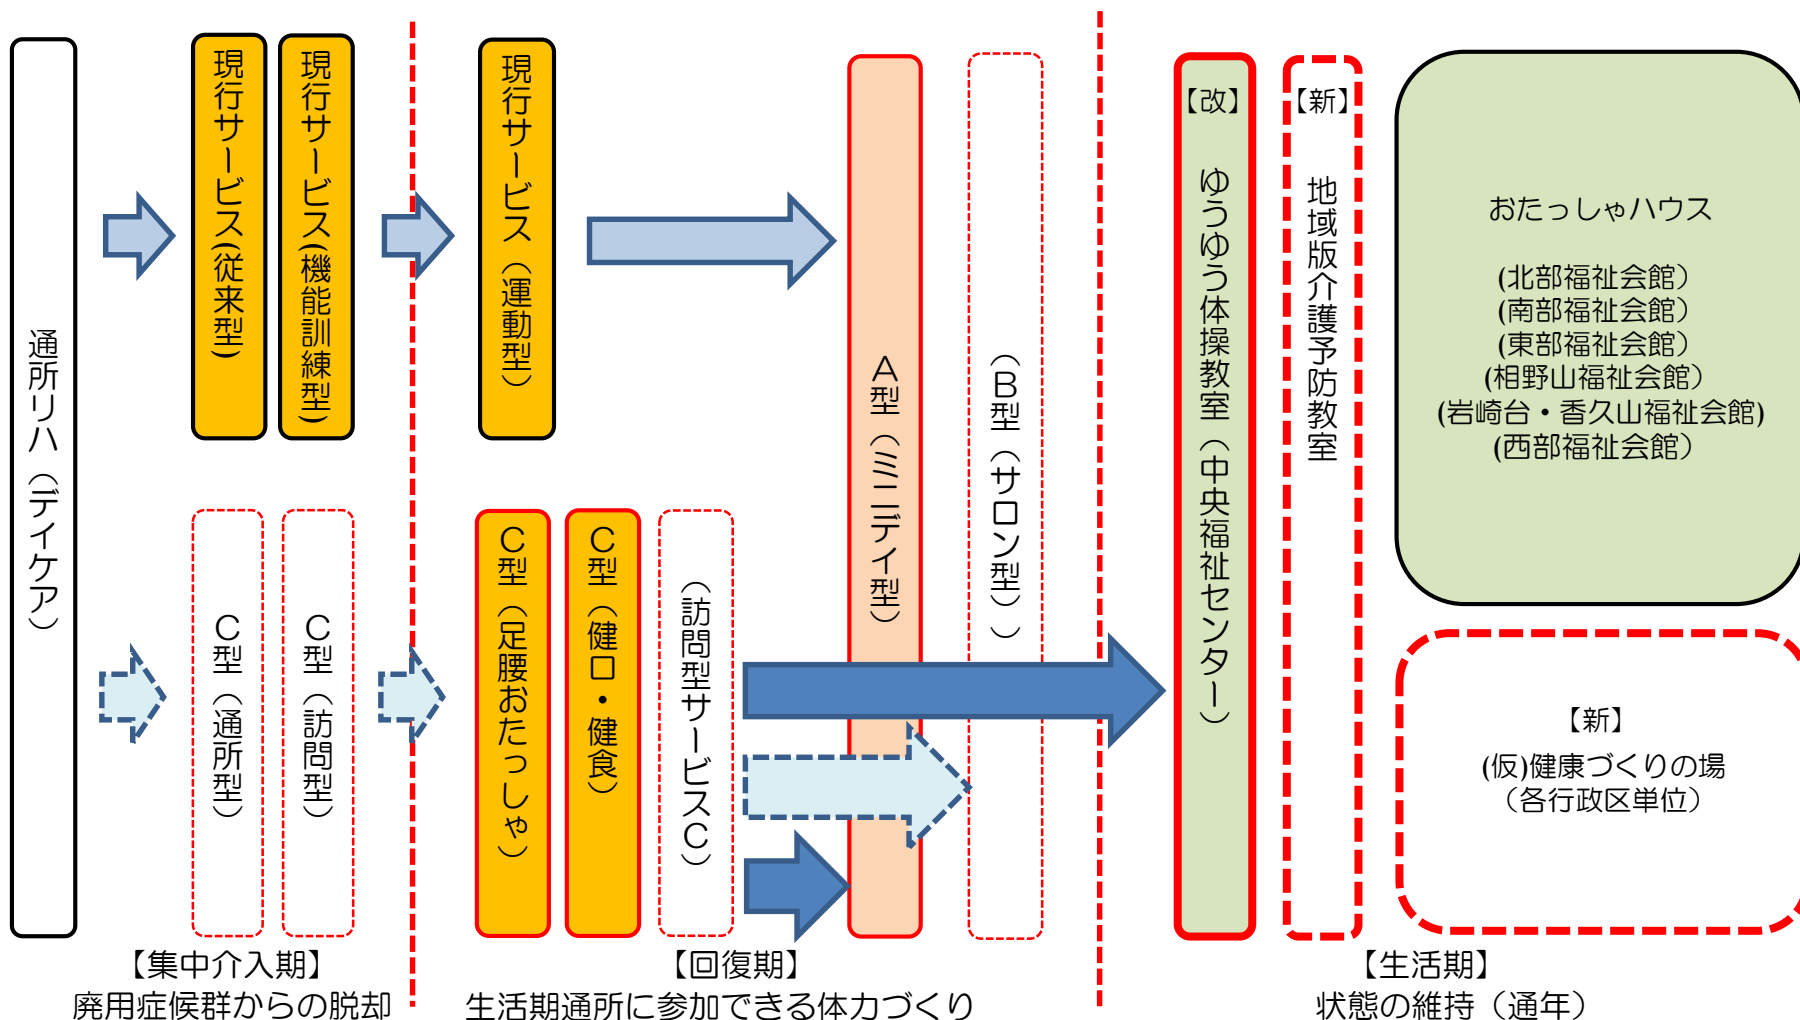 通所リハ（デイケア）
現行サービス(従来型)
現行サービス(機能訓練型)
C型（通所型）
C型（訪問型）
【集中介入期】
廃用症候群からの脱却
現行サービス（運動型）
C型（足腰おたっしゃ）
C型（健口・健食）
（訪問型サービスC）
A型（ミニデイ型）
（B型（サロン型））
【回復期】
生活期通所に参加できる体力づくり
【改】
ゆうゆう体操教室（中央福祉センター）
【新】
地域版介護予防教室
おたっしゃハウス
(北部福祉会館）
(南部福祉会館）
(東部福祉会館）
(相野山福祉会館）
(岩崎台・香久山福祉会館)
(西部福祉会館）
【新】
(仮)健康づくりの場
（各行政区単位）
【生活期】
状態の維持（通年）